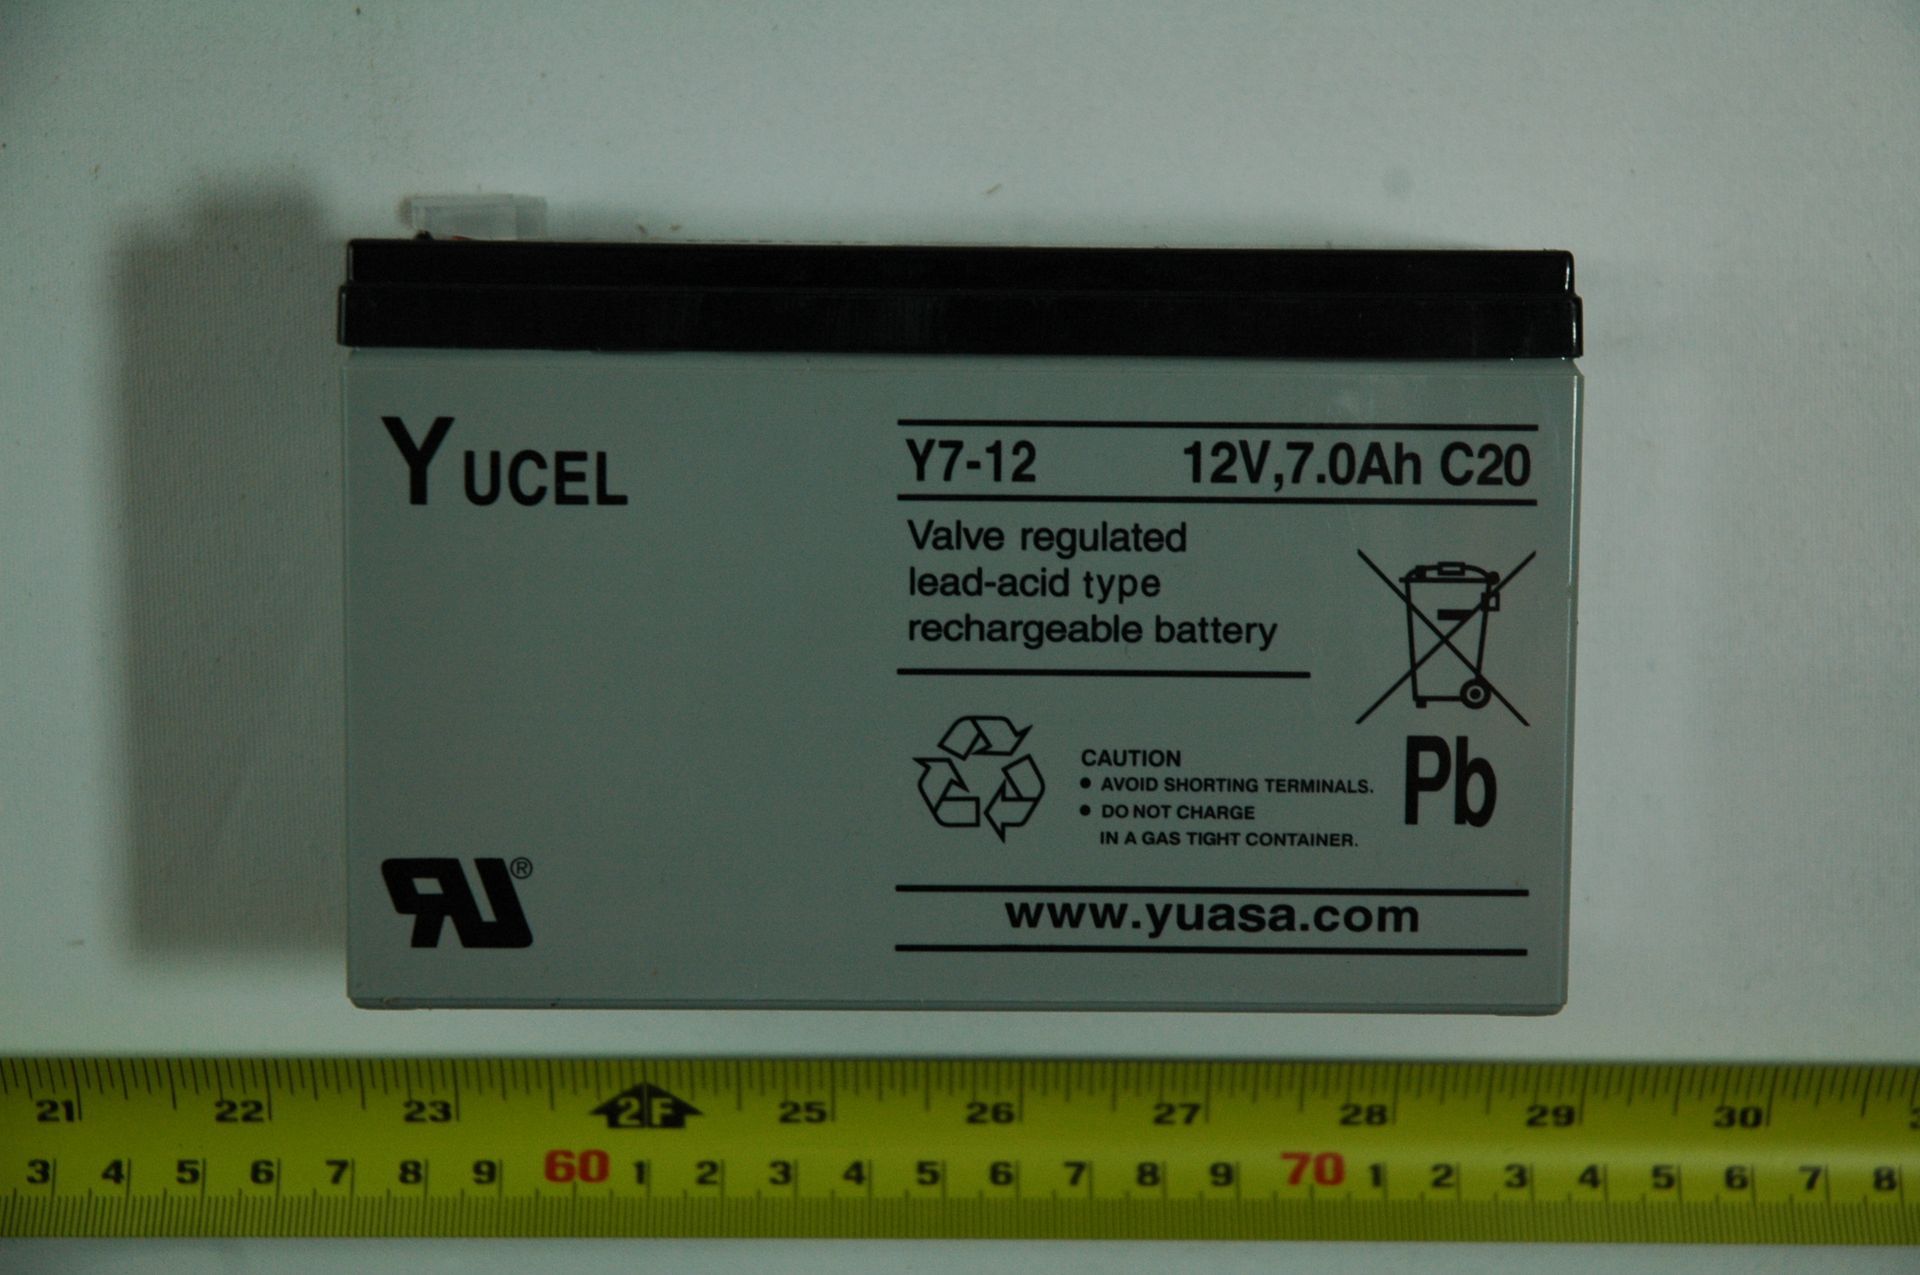 YUCEL
Y7-12 12V,7.0Ah C20
Valve regulated
lead-acid type
rechargeable battery
CAUTION
• AVOID SHORTING TERMINALS.
• DO NOT CHARGE
IN A GAS TIGHT CONTAINER.
Pb
RU®
www.yuasa.com
21 22 23 2F 25 26 27 28 29 30
3 4 5 6 7 8 9 60 1 2 3 4 5 6 7 8 9 70 1 2 3 4 5 6 7 8